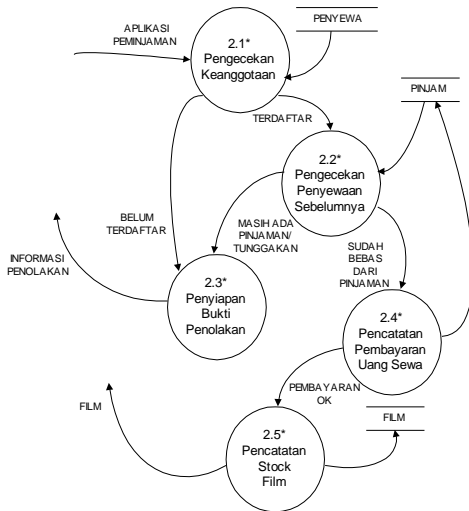 APLIKASI
PEMINJAMAN
PENYEWA
2.1*
Pengecekan
Keanggotaan
PINJAM
TERDAFTAR
2.2*
Pengecekan
Penyewaan
Sebelumnya
BELUM
TERDAFTAR
MASIH ADA
PINJAMAN/
TUNGGAKAN
INFORMASI
PENOLAKAN
SUDAH
BEBAS
DARI
PINJAMAN
2.3*
Penyiapan
Bukti
Penolakan
2.4*
Pencatatan
Pembayaran
Uang Sewa
PEMBAYARAN
OK
FILM
FILM
2.5*
Pencatatan
Stock
Film